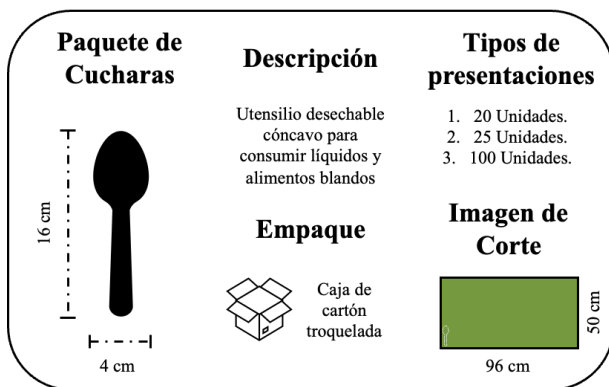 Paquete de
Cucharas
16 cm
4 cm
Descripción
Utensilio desechable
cóncavo para
consumir líquidos y
alimentos blandos
Empaque
Caja de
cartón
troquelada
Tipos de
presentaciones
1. 20 Unidades.
2. 25 Unidades.
3. 100 Unidades.
Imagen de
Corte
50 cm
96 cm